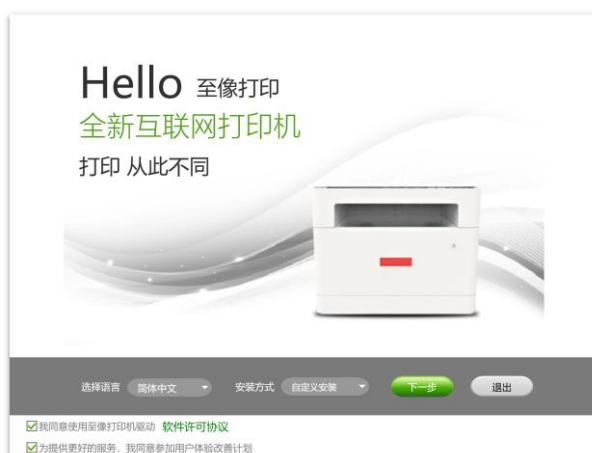 Hello 至像打印
全新互联网打印机
打印 从此不同
选择语言 简体中文 安装方式 自定义安装 下一步 退出
我同意使用至像打印机驱动 软件许可协议
为提供更好的服务，我同意参加用户体验改善计划